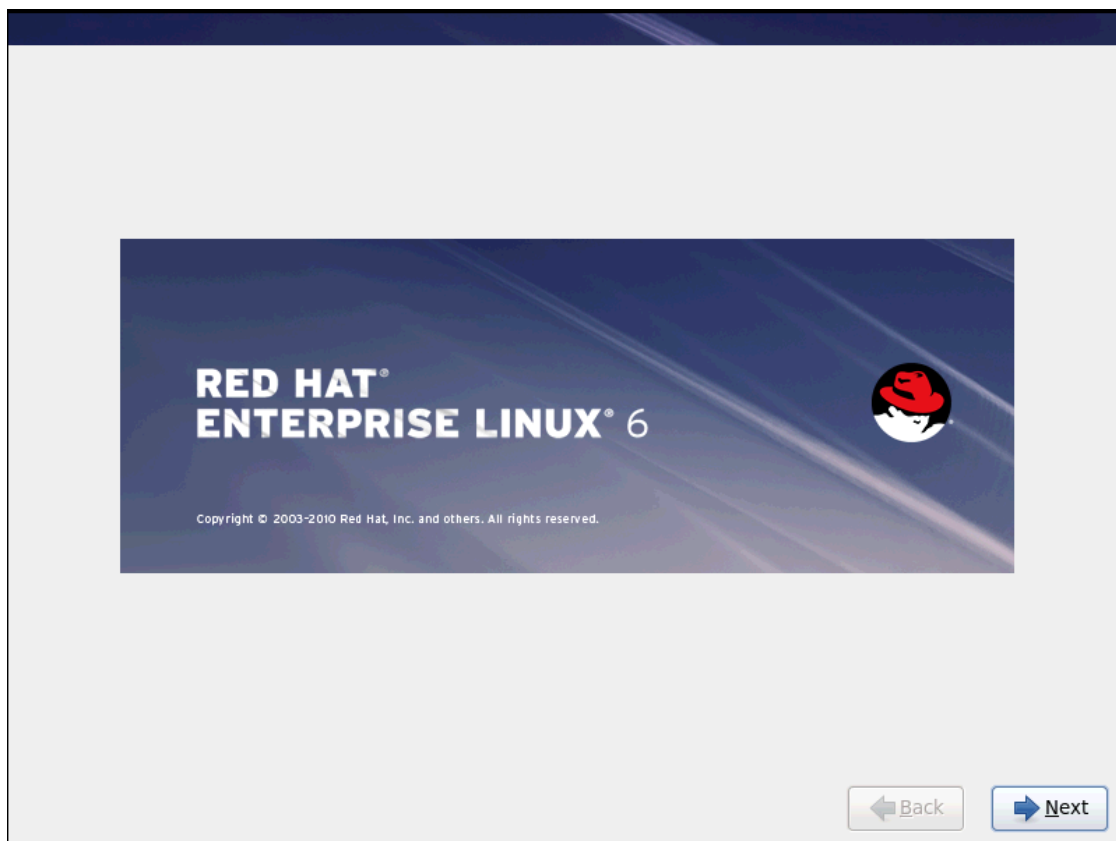 RED HAT®
ENTERPRISE LINUX® 6
Copyright © 2003-2010 Red Hat, Inc. and others. All rights reserved.
Back
Next